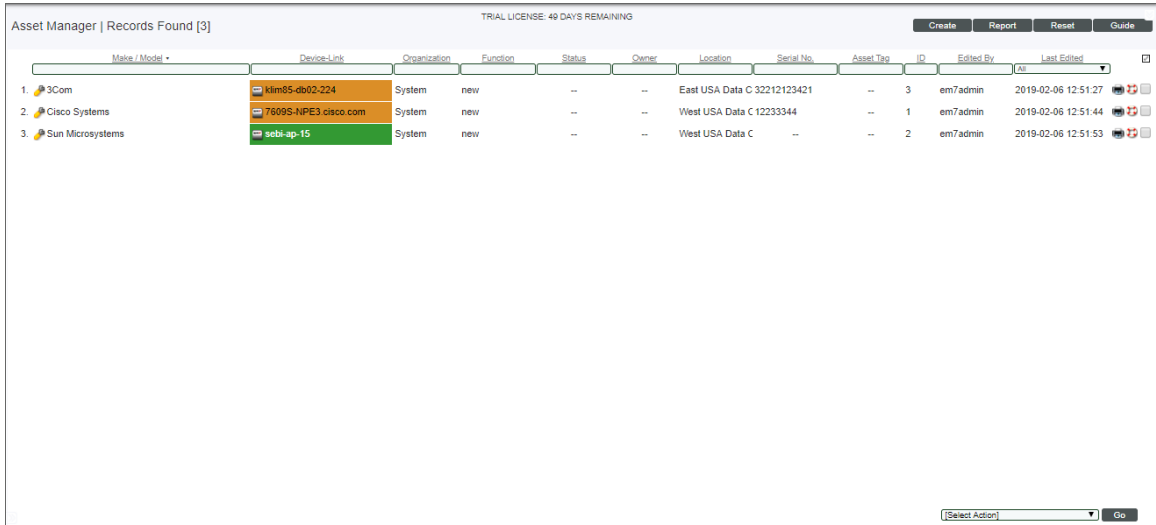 TRIAL LICENSE: 49 DAYS REMAINING
Asset Manager | Records Found [3] Create Report Reset Guide
Make / Model Device-Link Organization Function Status Owner Location Serial No. Asset Tag ID Edited By Last Edited
All
1. 3Com klim85-db02-224 System new -- -- East USA Data C 32212123421 -- 3 em7admin 2019-02-06 12:51:27
2. Cisco Systems 7609S-NPE3.cisco.com System new -- -- West USA Data C 12233344 -- 1 em7admin 2019-02-06 12:51:44
3. Sun Microsystems sebi-ap-15 System new -- -- West USA Data C -- -- 2 em7admin 2019-02-06 12:51:53
[Select Action] Go